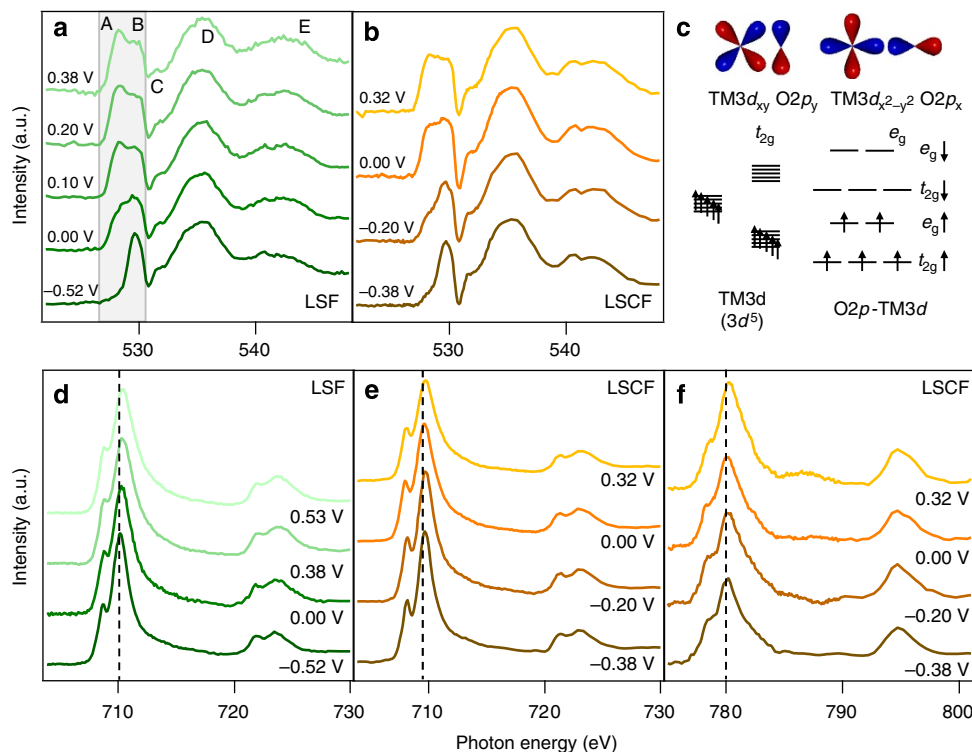 a
A
B
C
D
E
0.38 V
0.20 V
0.10 V
0.00 V
−0.52 V
LSF
530
540
b
0.32 V
0.00 V
−0.20 V
−0.38 V
LSCF
530
540
Intensity (a.u.)
c
TM3dxy O2py
TM3dx2–y2 O2px
t2g
eg
eg↓
t2g↓
eg↑
t2g↑
TM3d
(3d5)
O2p-TM3d
d
LSF
0.53 V
0.38 V
0.00 V
−0.52 V
710
720
730
e
LSCF
0.32 V
0.00 V
−0.20 V
−0.38 V
710
720
730
f
LSCF
0.32 V
0.00 V
−0.20 V
−0.38 V
780
790
800
Intensity (a.u.)
Photon energy (eV)